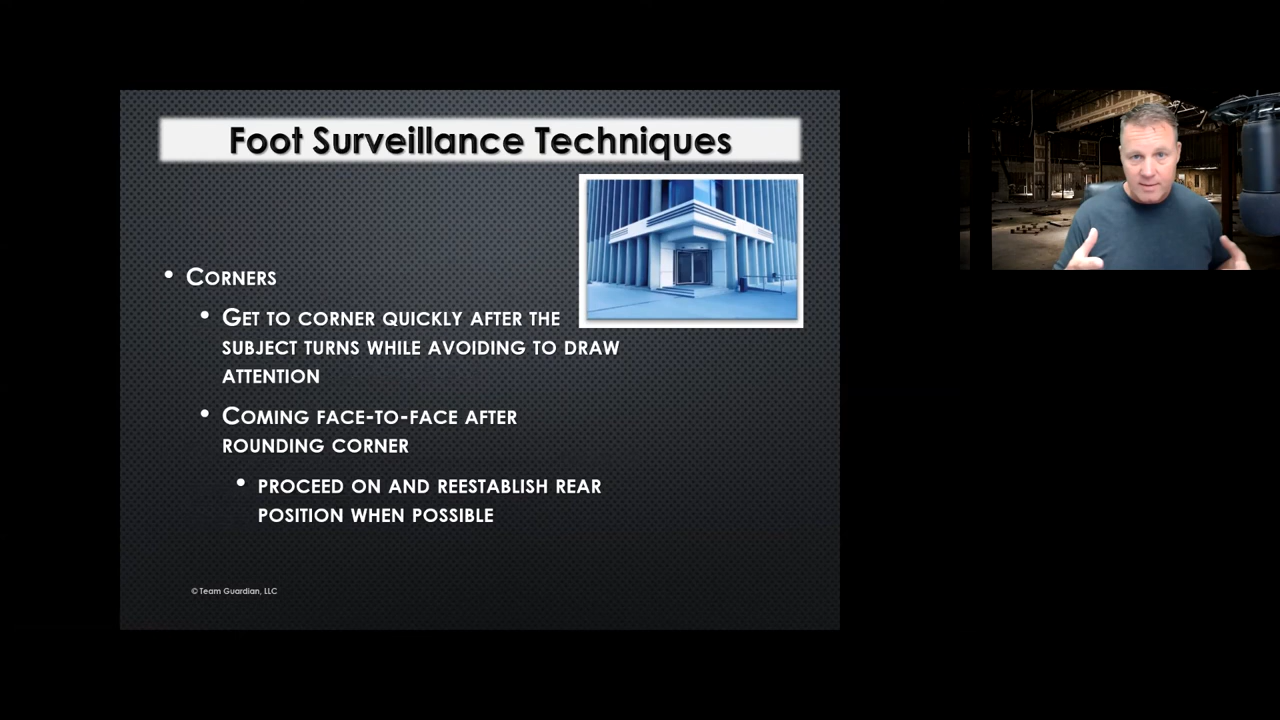 Foot Surveillance Techniques
• Corners
• Get to corner quickly after the
subject turns while avoiding to draw
attention
• Coming face-to-face after
rounding corner
• proceed on and reestablish rear
position when possible
© Team Guardian, LLC